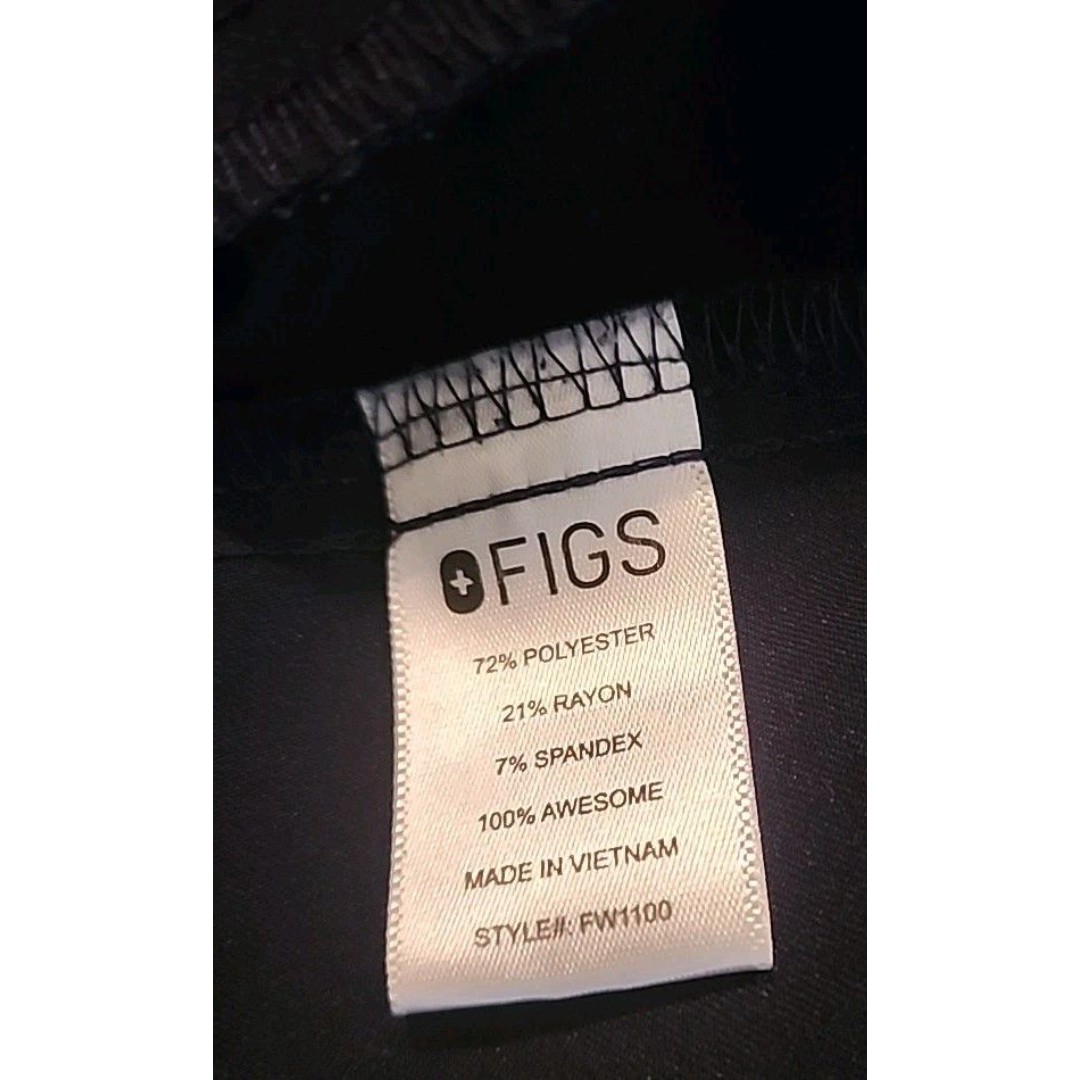 FIGS
72% POLYESTER
21% RAYON
7% SPANDEX
100% AWESOME
MADE IN VIETNAM
STYLE#: FW1100